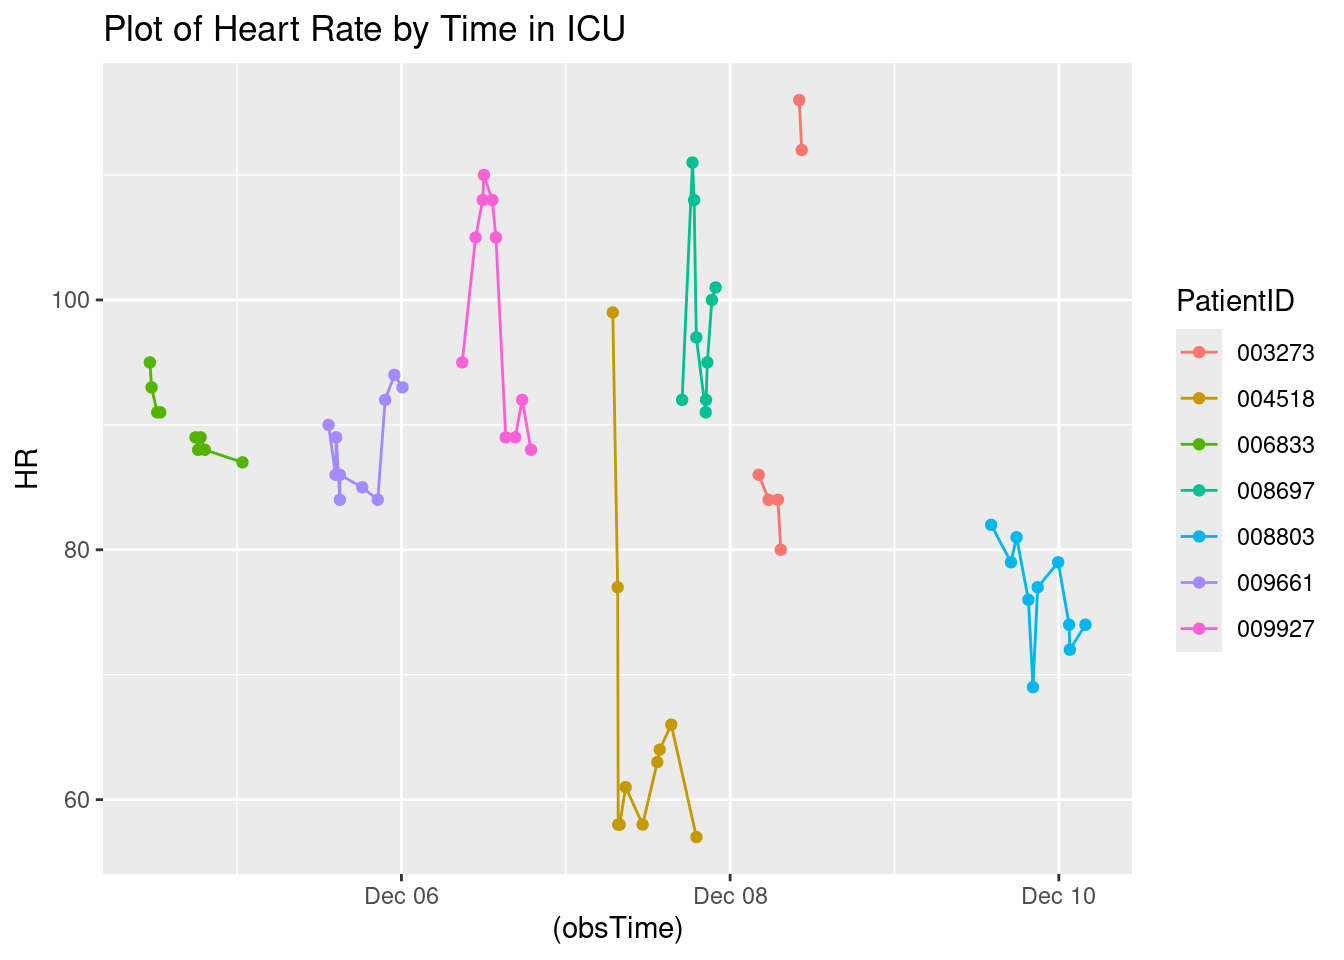 Plot of Heart Rate by Time in ICU
HR
100
80
60
Dec 06
Dec 08
Dec 10
(obsTime)
PatientID
003273
004518
006833
008697
008803
009661
009927